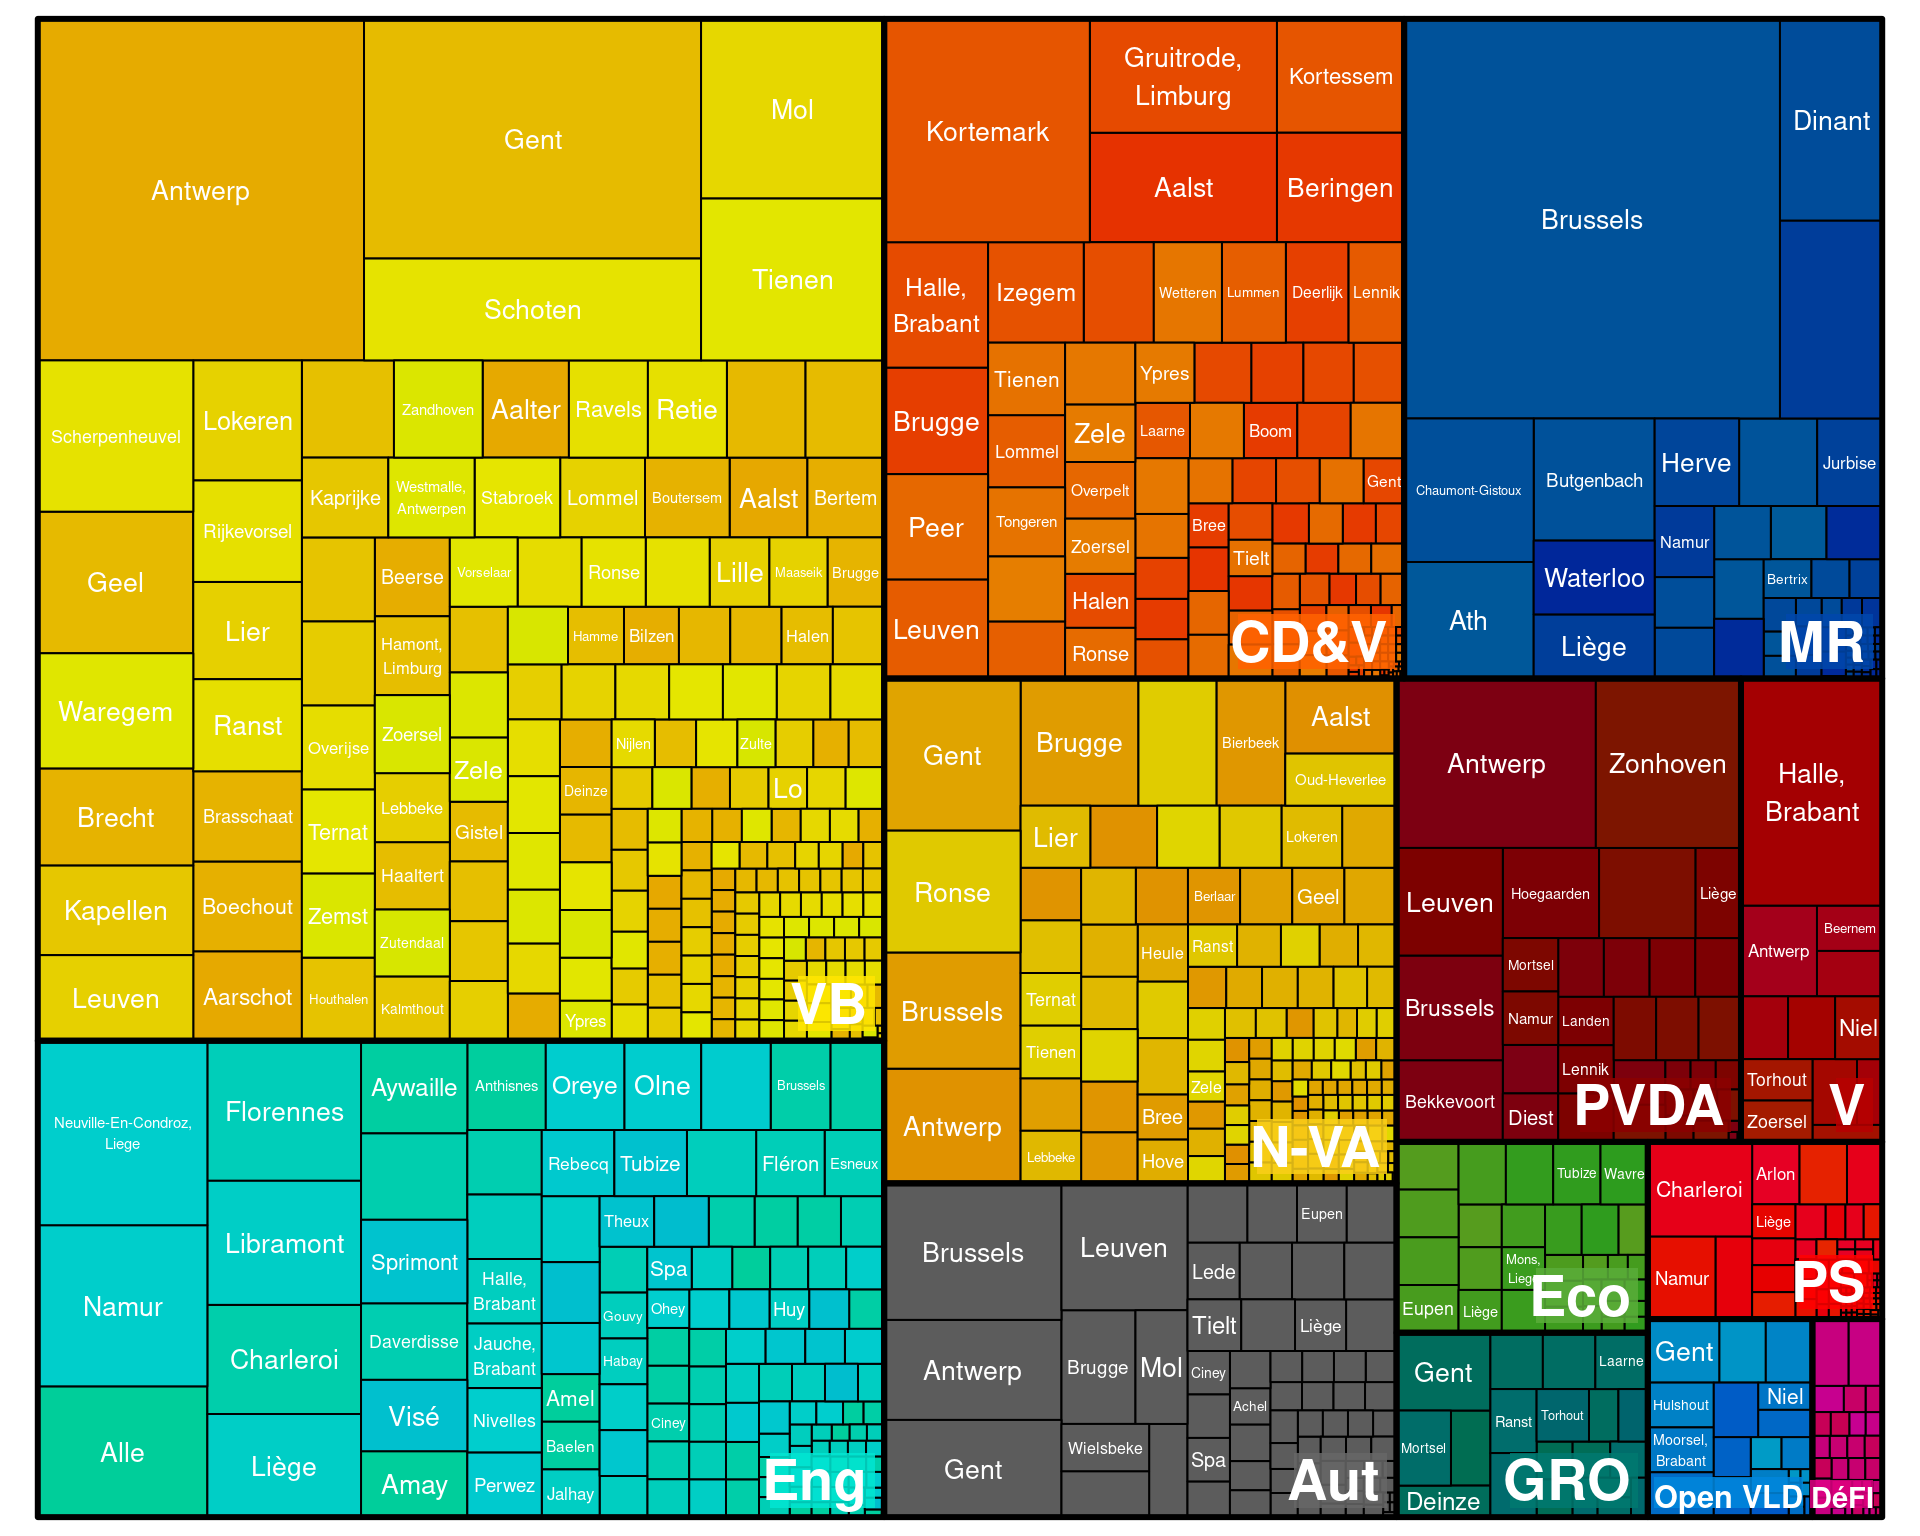 Antwerp
Gent
Mol
Schoten
Tienen
Scherpenheuvel
Lokeren
Zandhoven
Aalter
Ravels
Retie
Kaprijke
Westmalle,
Antwerpen
Stabroek
Lommel
Boutersem
Aalst
Bertem
Rijkevorsel
Geel
Lier
Beerse
Vorselaar
Ronse
Lille
Maaseik
Brugge
Hamont,
Limburg
Hamme
Bilzen
Halen
Waregem
Ranst
Overijse
Zoersel
Zele
Nijlen
Zulte
Deinze
Lo
Brecht
Brasschaat
Ternat
Lebbeke
Gistel
Haaltert
Kapellen
Boechout
Zemst
Zutendaal
Leuven
Aarschot
Houthalen
Kalmthout
Ypres
VB
Kortemark
Gruitrode,
Limburg
Kortessem
Aalst
Beringen
Halle,
Brabant
Izegem
Wetteren
Lummen
Deerlijk
Lennik
Brugge
Tienen
Ypres
Zele
Laarne
Boom
Lommel
Overpelt
Gent
Peer
Tongeren
Zoersel
Bree
Tielt
Leuven
Halen
Ronse
CD&V
Brussels
Dinant
Chaumont-Gistoux
Butgenbach
Herve
Jurbise
Namur
Waterloo
Bertrix
Ath
Liège
MR
Gent
Brugge
Bierbeek
Aalst
Oud-Heverlee
Lier
Lokeren
Ronse
Berlaar
Geel
Heule
Ranst
Brussels
Ternat
Tienen
Zele
Antwerp
Bree
Lebbeke
Hove
N-VA
Antwerp
Zonhoven
Leuven
Hoegaarden
Liège
Mortsel
Brussels
Namur
Landen
Lennik
Bekkevoort
Diest
PVDA
Halle,
Brabant
Antwerp
Beernem
Niel
Torhout
Zoersel
V
Neuville-En-Condroz,
Liege
Florennes
Aywaille
Anthisnes
Oreye
Olne
Brussels
Rebecq
Tubize
Fléron
Esneux
Libramont
Sprimont
Theux
Halle,
Brabant
Spa
Namur
Gouvy
Ohey
Huy
Charleroi
Daverdisse
Jauche,
Brabant
Habay
Visé
Nivelles
Amel
Ciney
Alle
Liège
Amay
Baelen
Perwez
Jalhay
Eng
Brussels
Leuven
Eupen
Lede
Antwerp
Brugge
Mol
Tielt
Liège
Ciney
Achel
Gent
Wielsbeke
Spa
Aut
Tubize
Wavre
Mons,
Eupen
Liège
Eco
Charleroi
Arlon
Liège
Namur
PS
Gent
Laarne
Ranst
Torhout
Mortsel
Deinze
GRO
Gent
Hulshout
Niel
Moorsel,
Brabant
Open VLD
DéFI